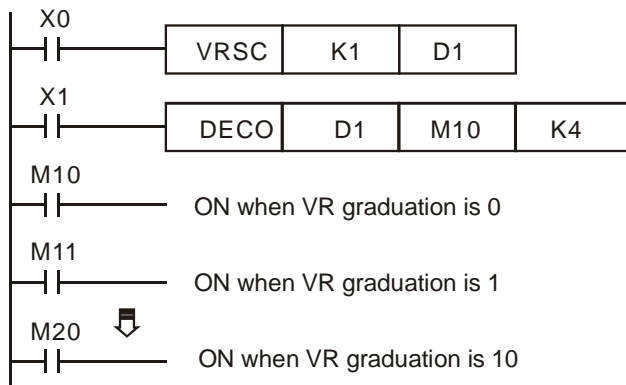 X0
VRSC K1 D1
X1
DECO D1 M10 K4
M10
ON when VR graduation is 0
M11
ON when VR graduation is 1
M20
ON when VR graduation is 10